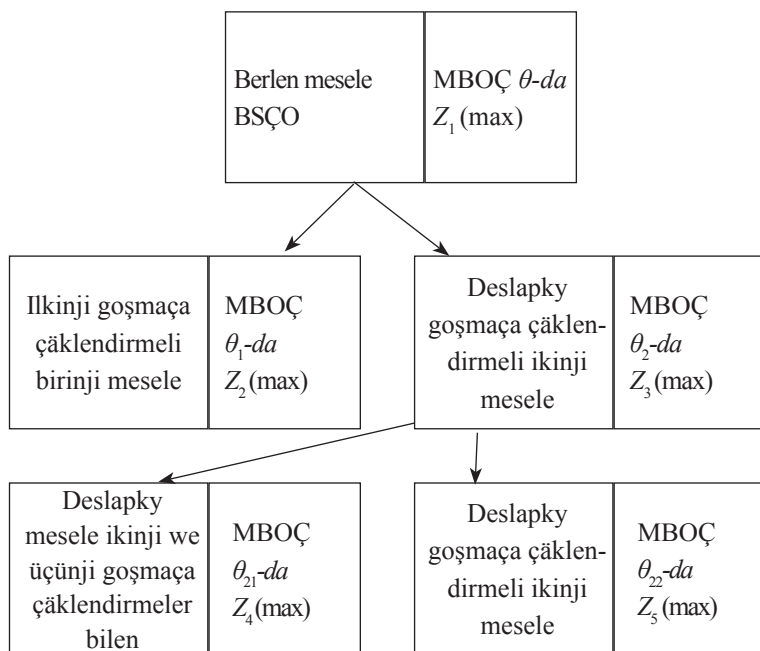 Berlen mesele
BSÇO
MBOÇ θ-da
Z₁ (max)
Ilkinji goşmaça
çäklendirmeli
birinji mesele
MBOÇ
θ₁-da
Z₂ (max)
Deslapky
goşmaça çäklen-
dirmeli ikinji
mesele
MBOÇ
θ₂-da
Z₃ (max)
Deslapky
mesele ikinji we
üçünji goşmaça
çäklendirmeler
bilen
MBOÇ
θ₂₁-da
Z₄ (max)
Deslapky
goşmaça çäklen-
dirmeli ikinji
mesele
MBOÇ
θ₂₂-da
Z₅ (max)